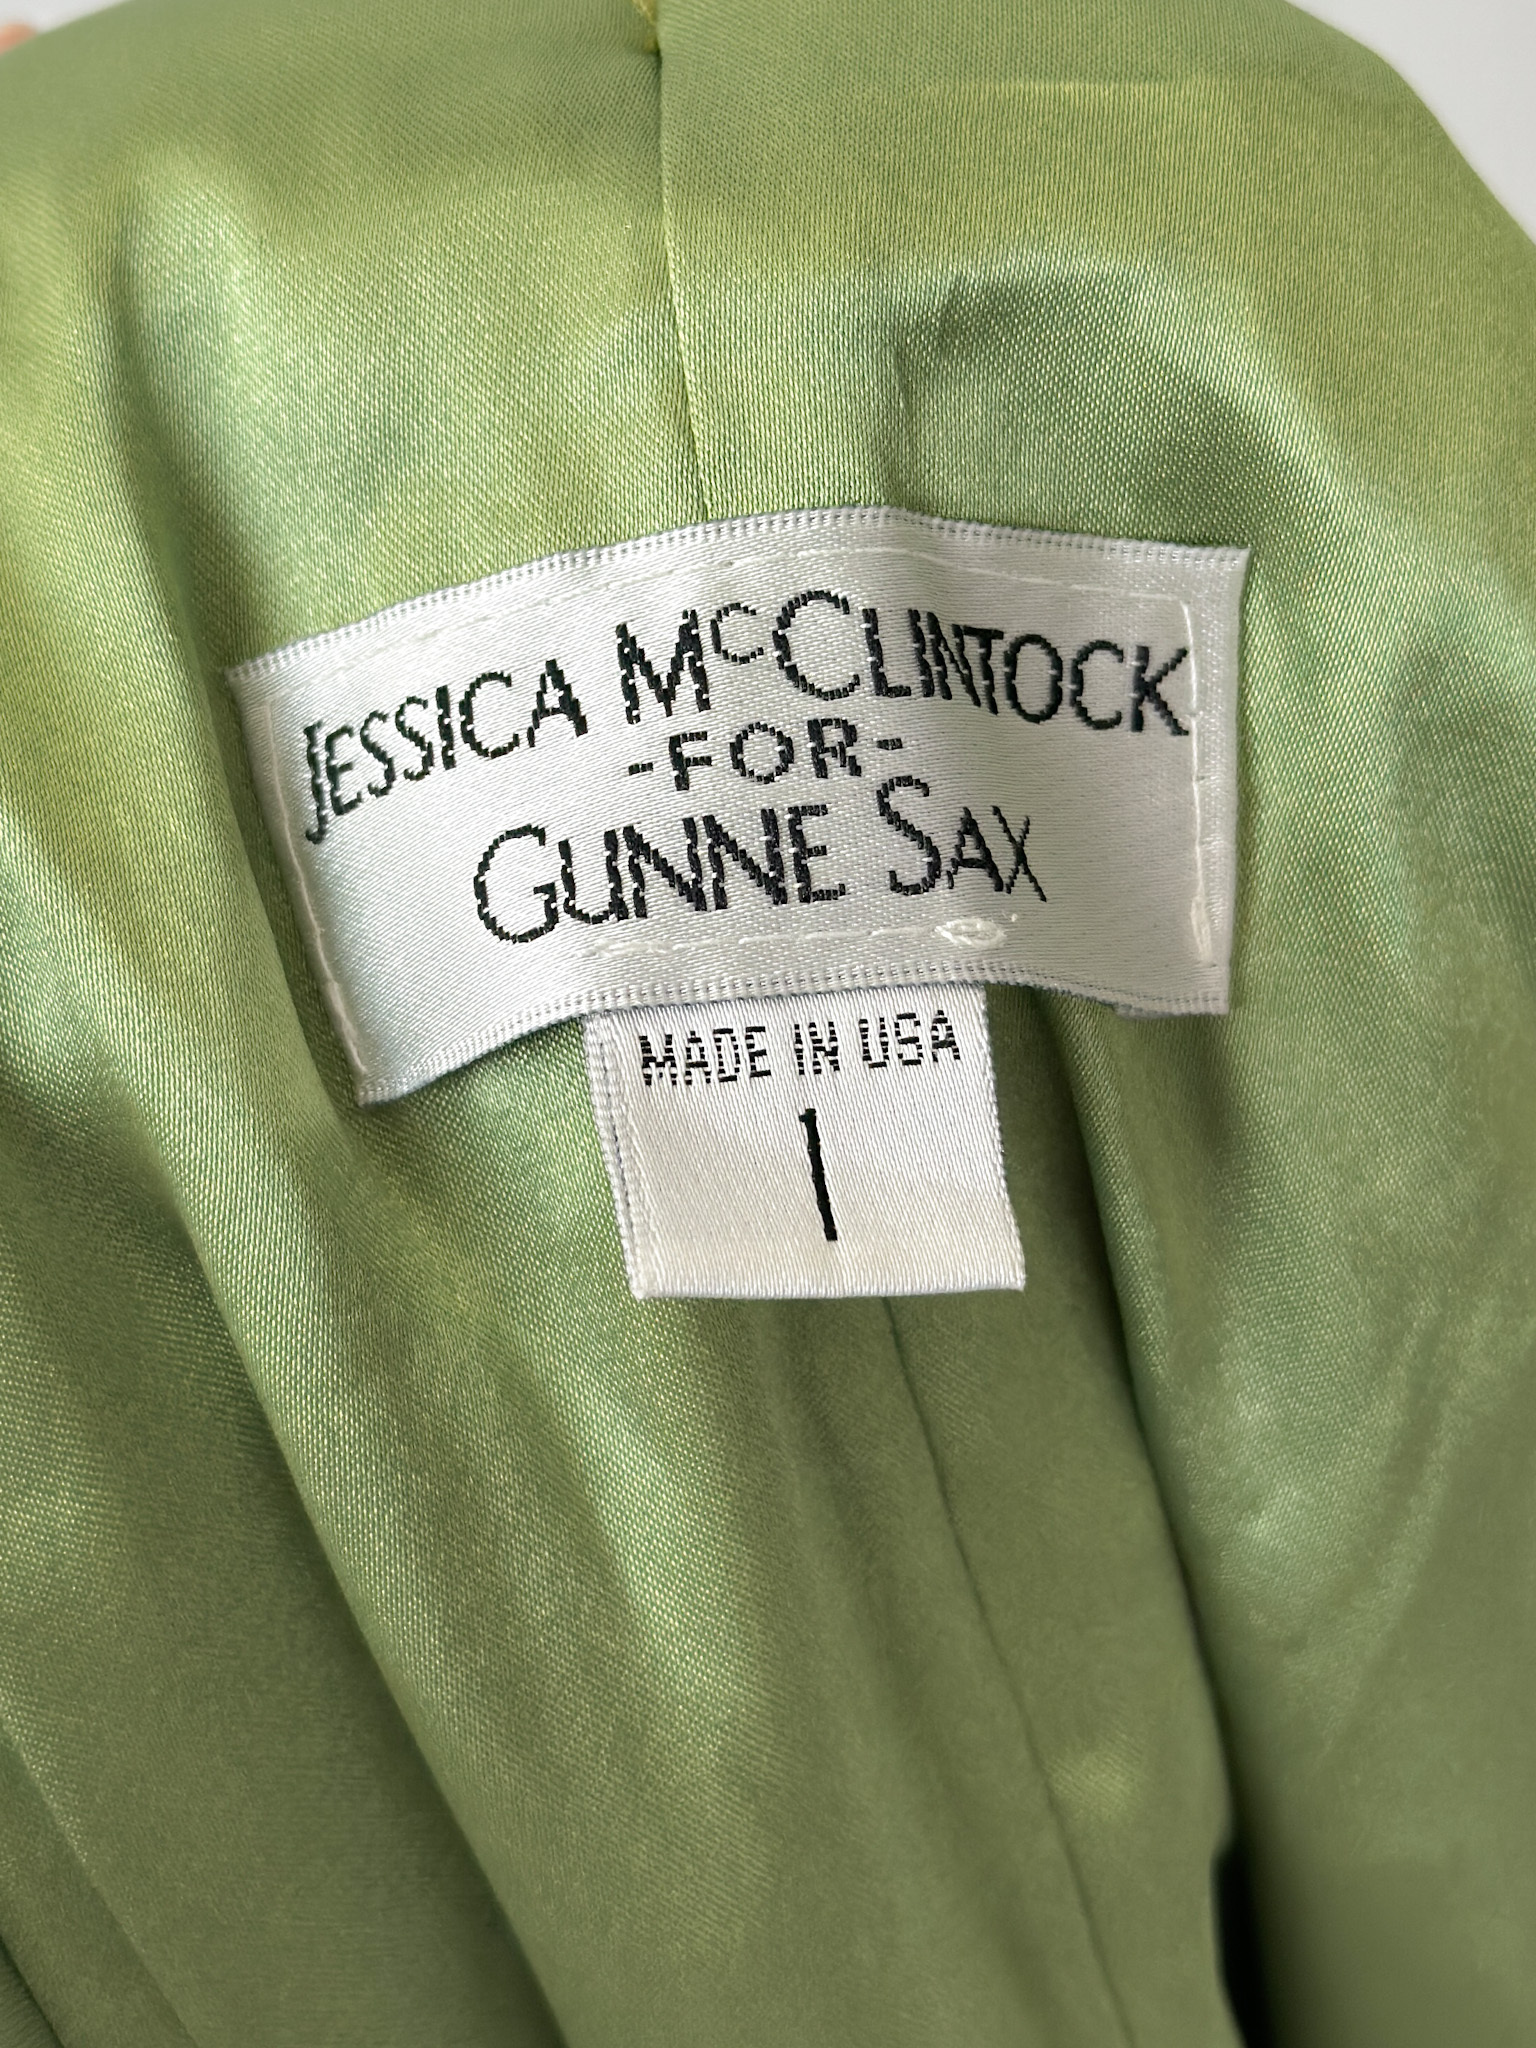 JESSICA McCLINTOCK
-FOR-
GUNNE SAX
MADE IN USA
1